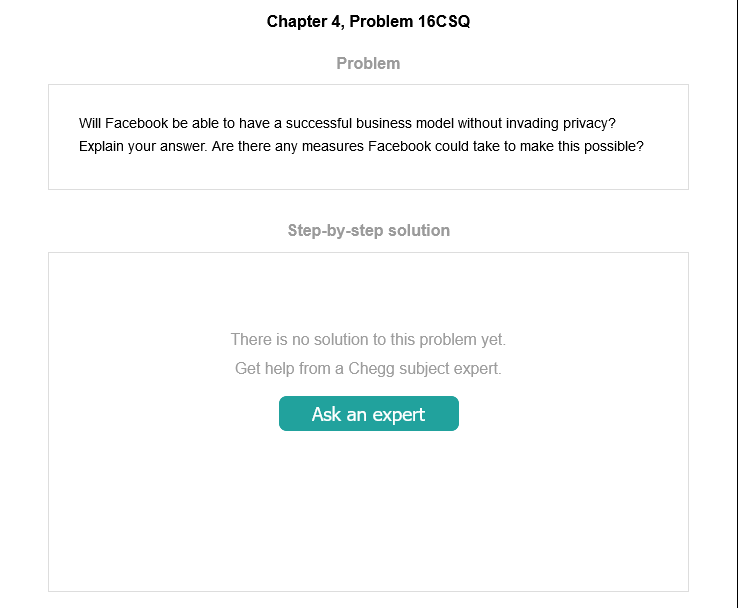 Chapter 4, Problem 16CSQ
Problem
Will Facebook be able to have a successful business model without invading privacy?
Explain your answer. Are there any measures Facebook could take to make this possible?
Step-by-step solution
There is no solution to this problem yet.
Get help from a Chegg subject expert.
Ask an expert